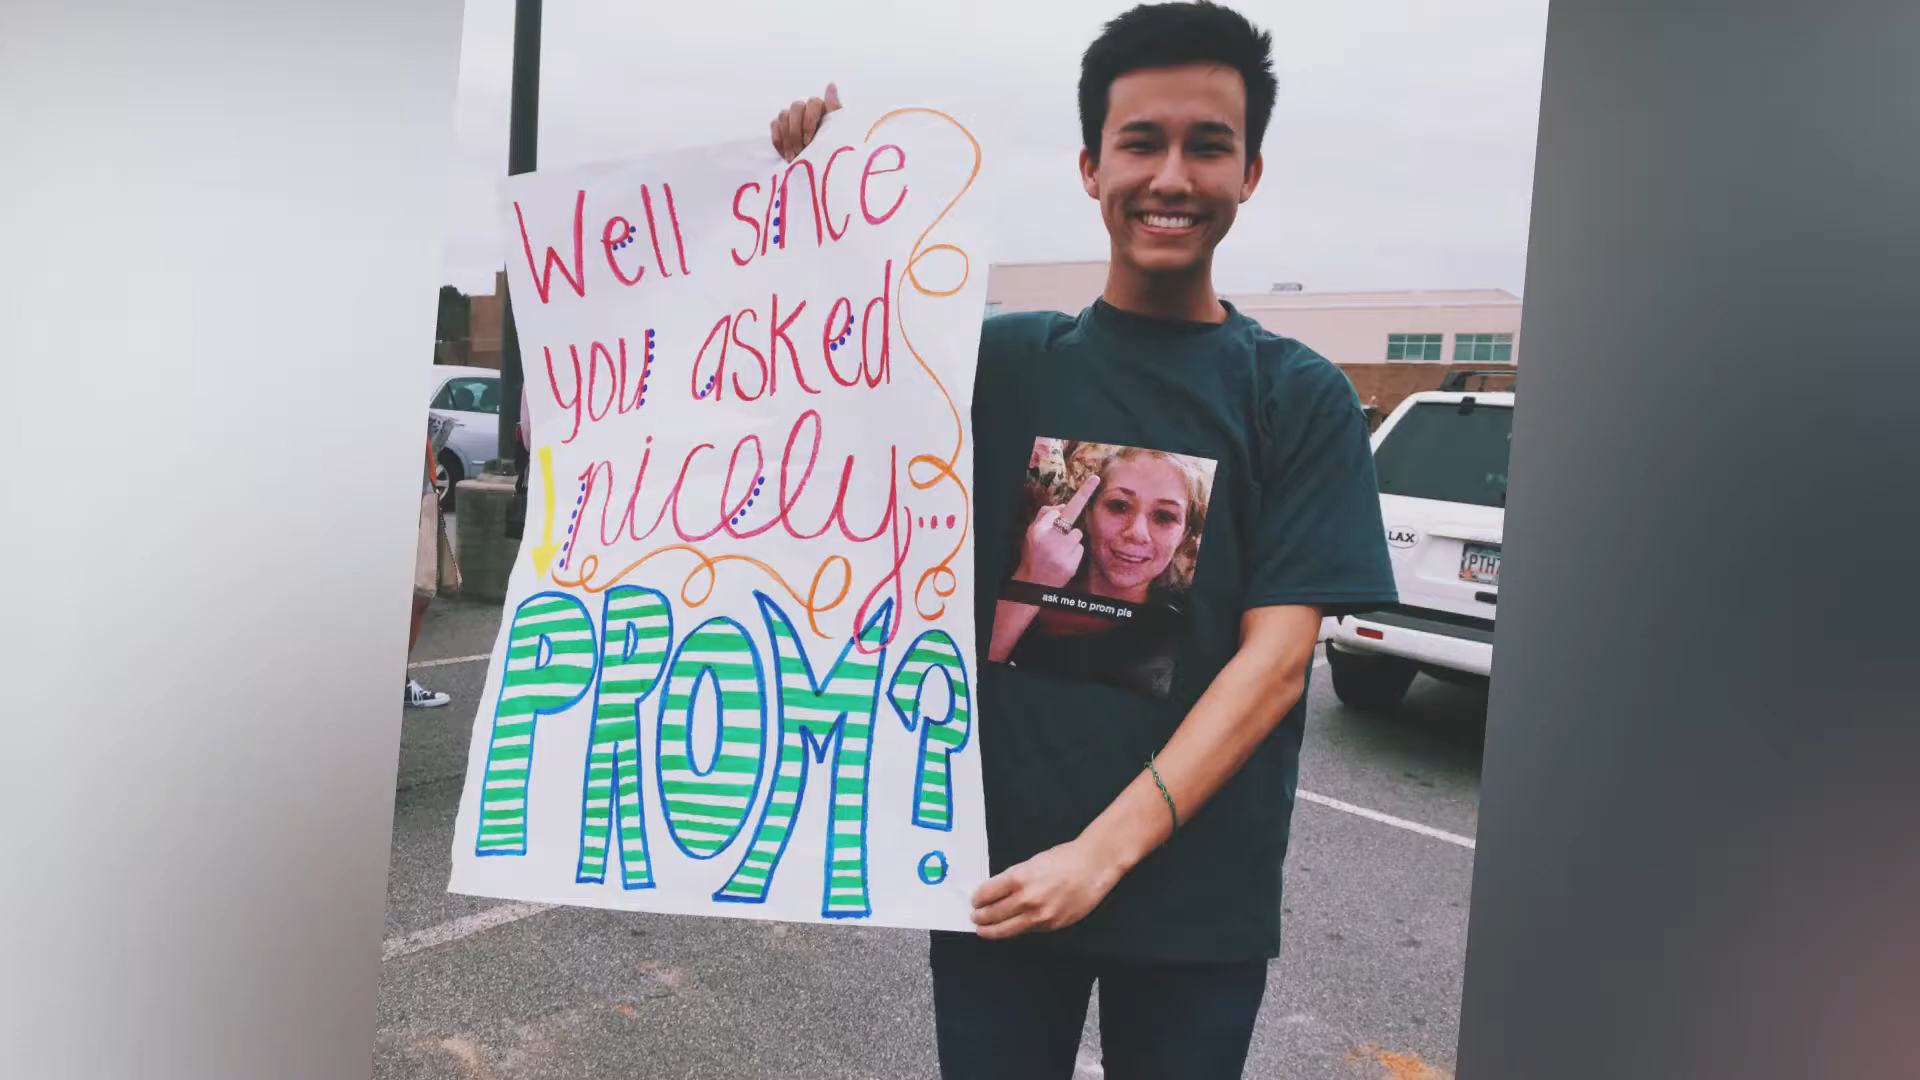 Well since
you asked
nicely...
PROM?
ask me to prom pls
LAX